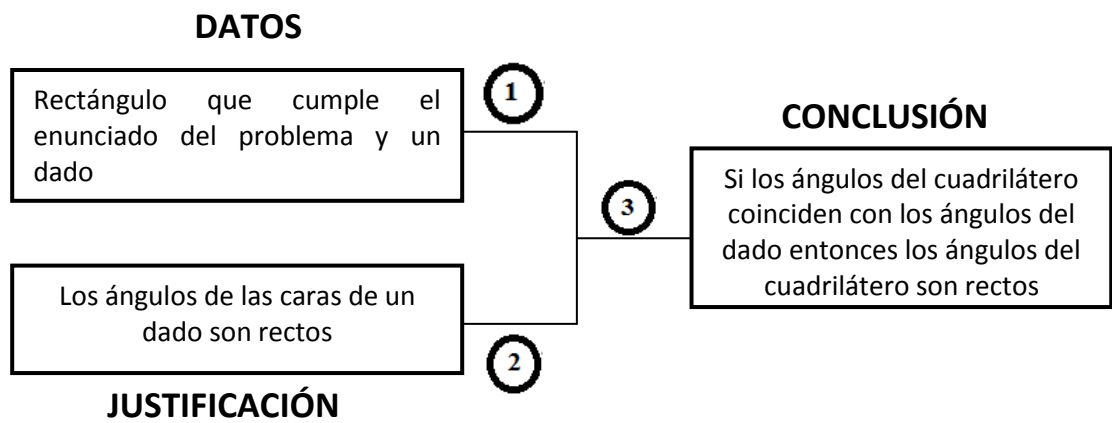 DATOS
Rectángulo que cumple el
enunciado del problema y un
dado
1
CONCLUSIÓN
Si los ángulos del cuadrilátero
coinciden con los ángulos del
dado entonces los ángulos del
cuadrilátero son rectos
3
Los ángulos de las caras de un
dado son rectos
2
JUSTIFICACIÓN